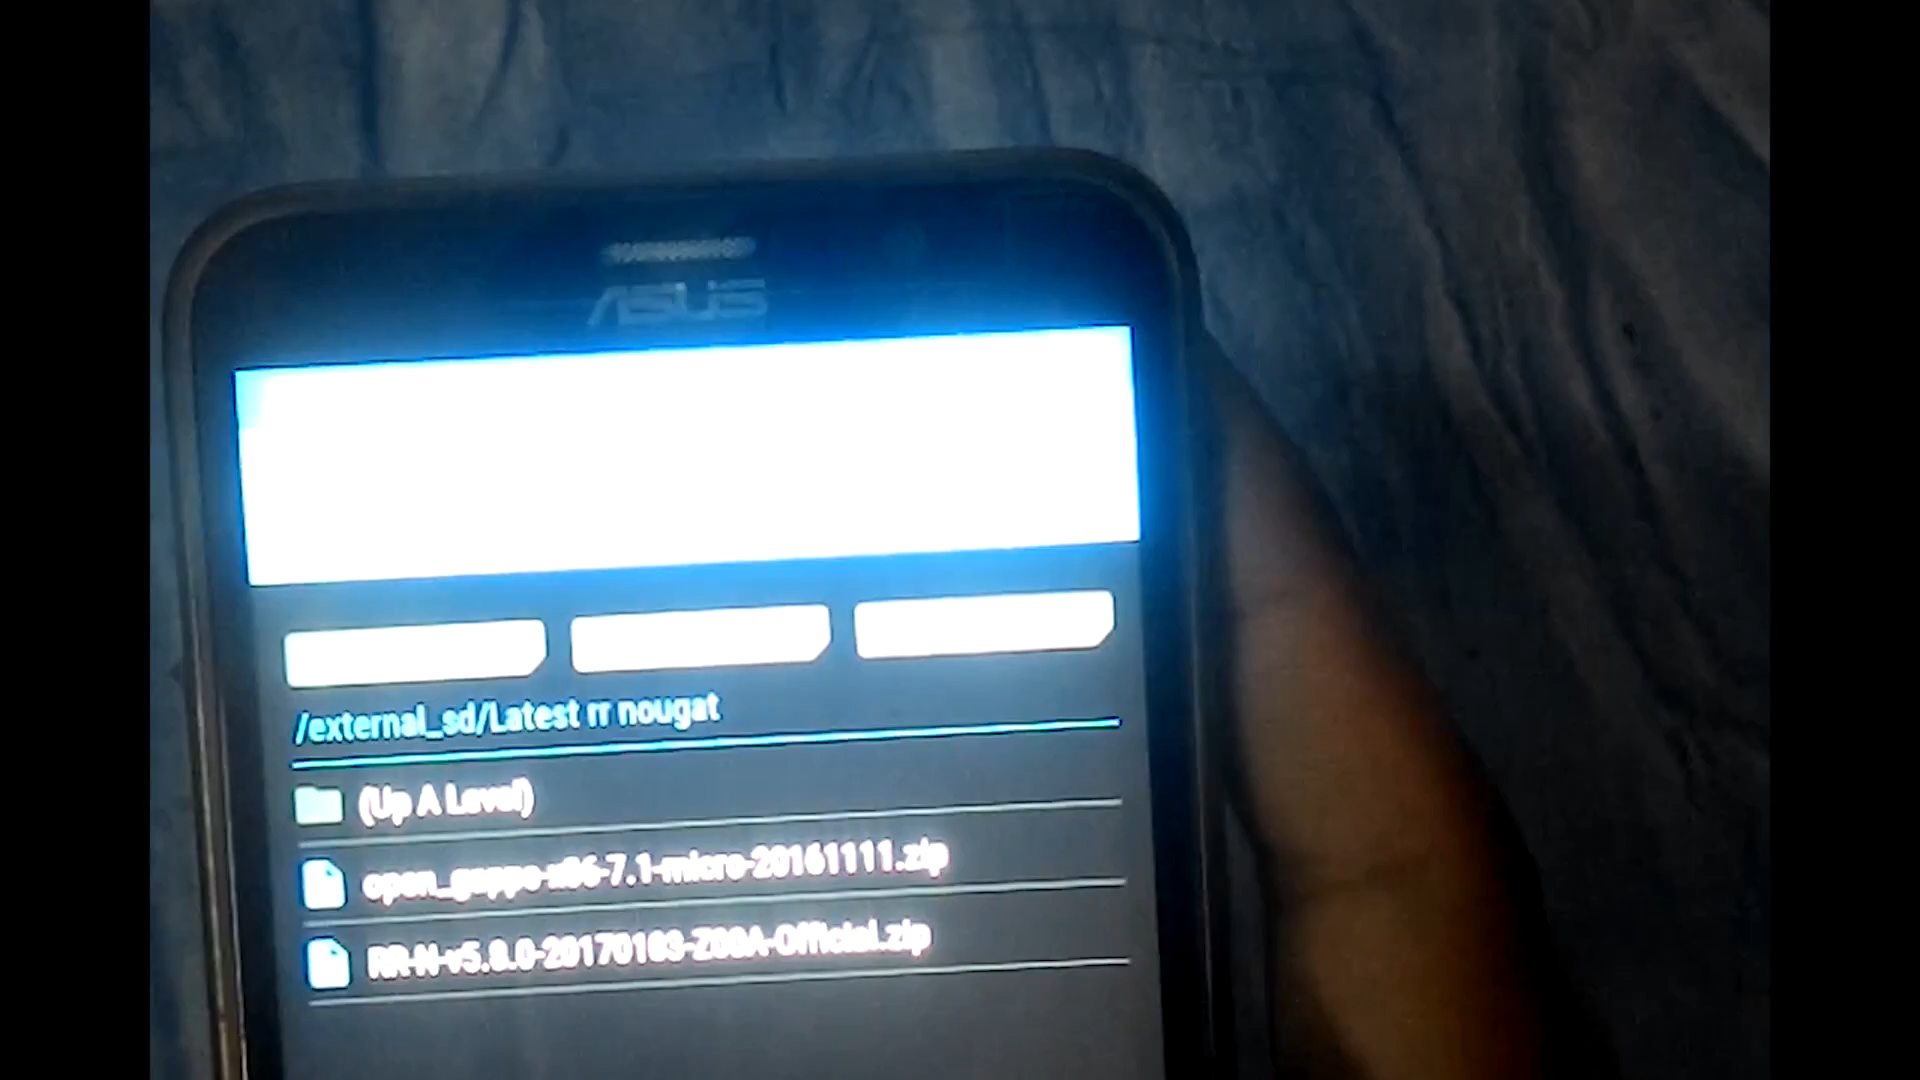 ASUS
/external_sd/Latest rr nougat
(Up A Level)
open_gapps-x86-7.1-micro-20161111.zip
RR-N-v5.8.0-20170103-Z00A-Official.zip